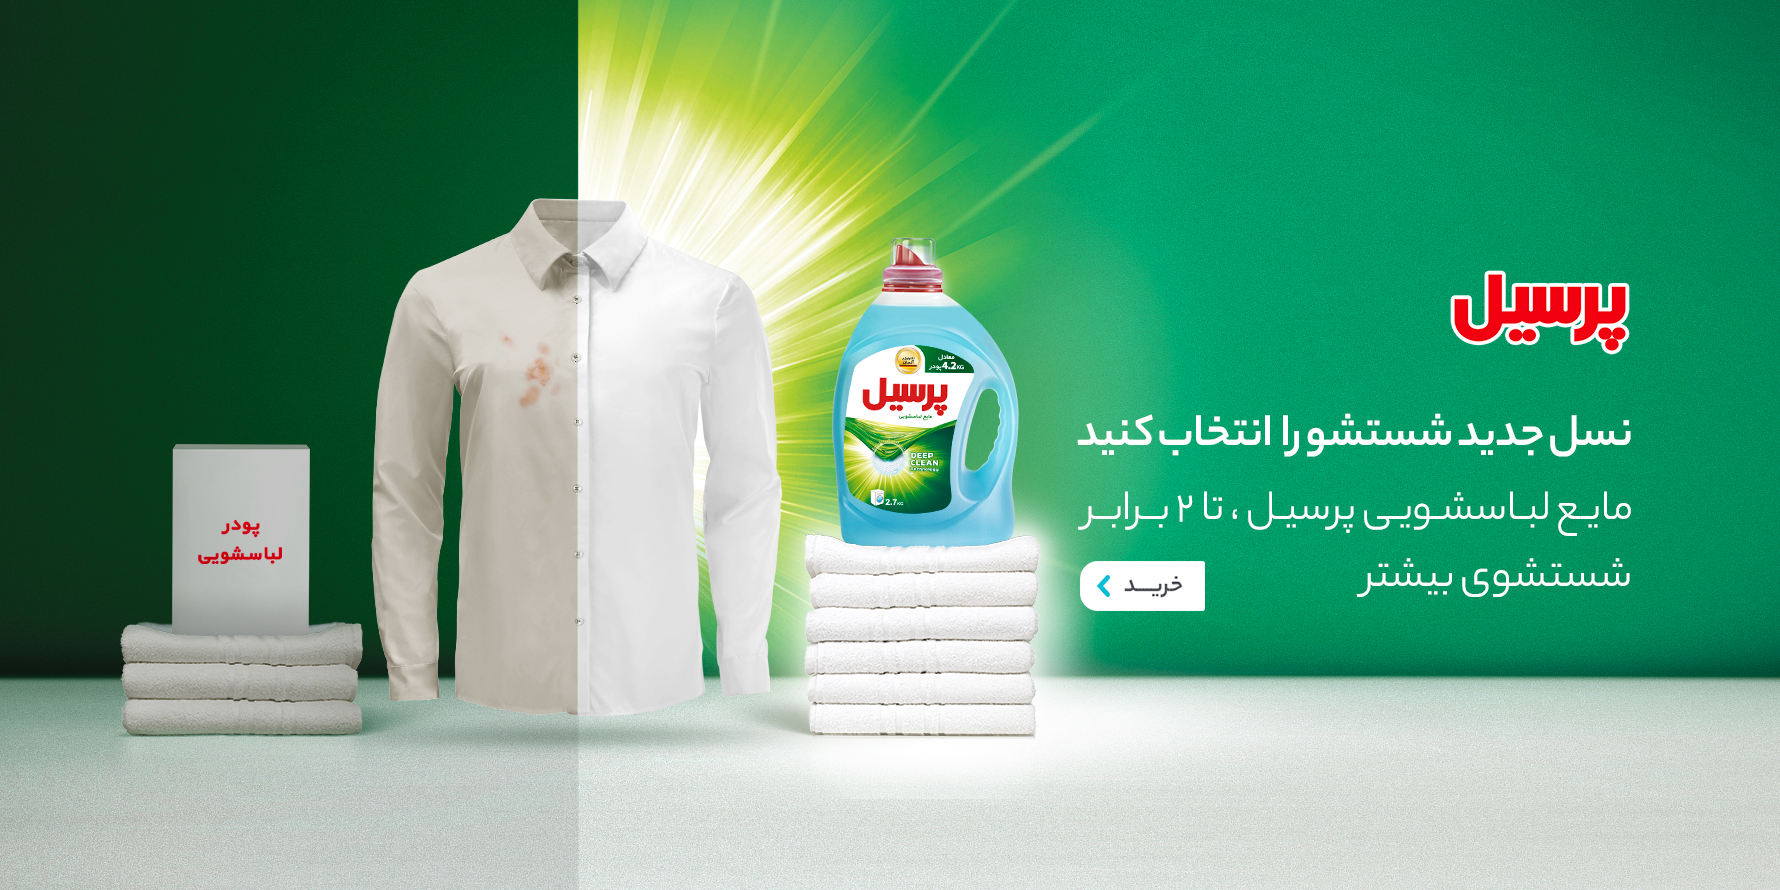 پرسیل
نسل جدید شستشو را انتخاب کنید
مایع لباسشویی پرسیل، تا ۲ برابر
شستشوی بیشتر
خرید
معادل
4.2KG پودر
پرسیل
مایع لباسشویی
DEEP
CLEAN
2.7KG
پودر
لباسشویی